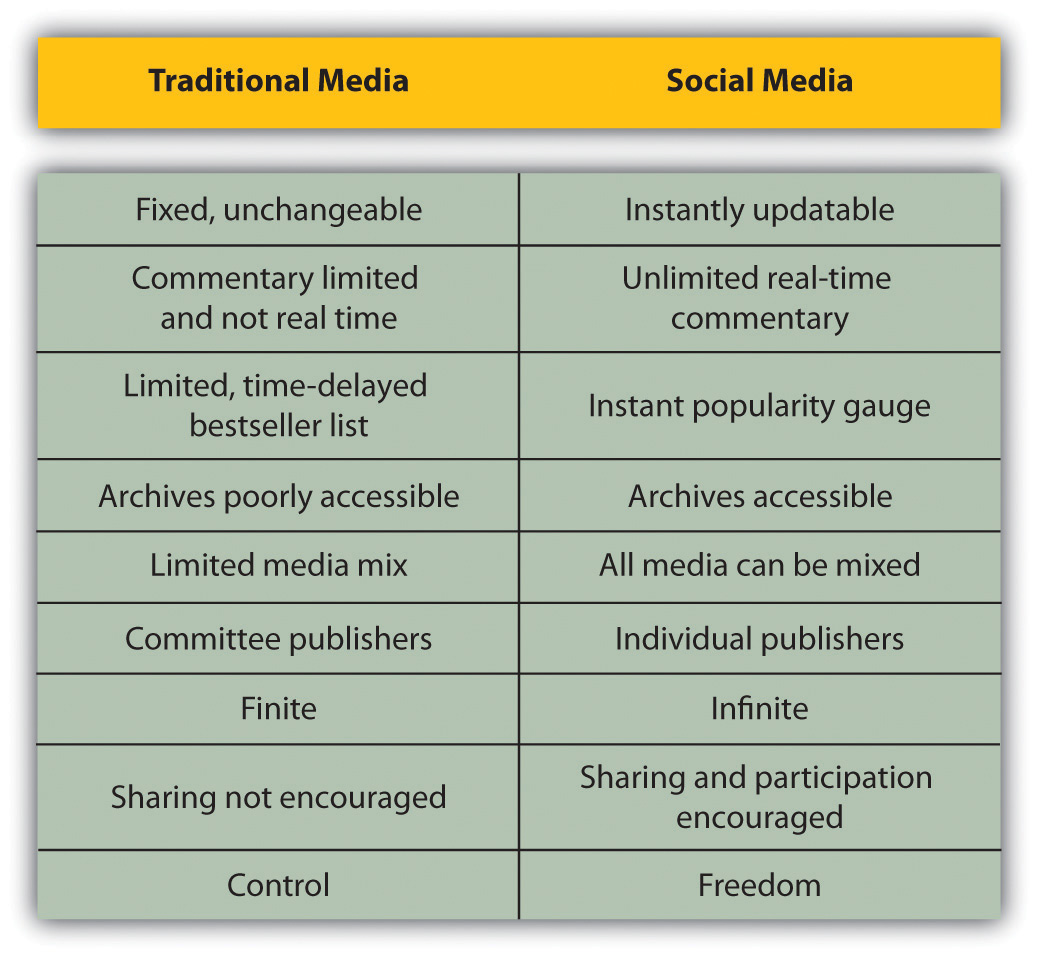 Traditional Media
Social Media
Fixed, unchangeable
Instantly updatable
Commentary limited
and not real time
Unlimited real-time
commentary
Limited, time-delayed
bestseller list
Instant popularity gauge
Archives poorly accessible
Archives accessible
Limited media mix
All media can be mixed
Committee publishers
Individual publishers
Finite
Infinite
Sharing not encouraged
Sharing and participation
encouraged
Control
Freedom